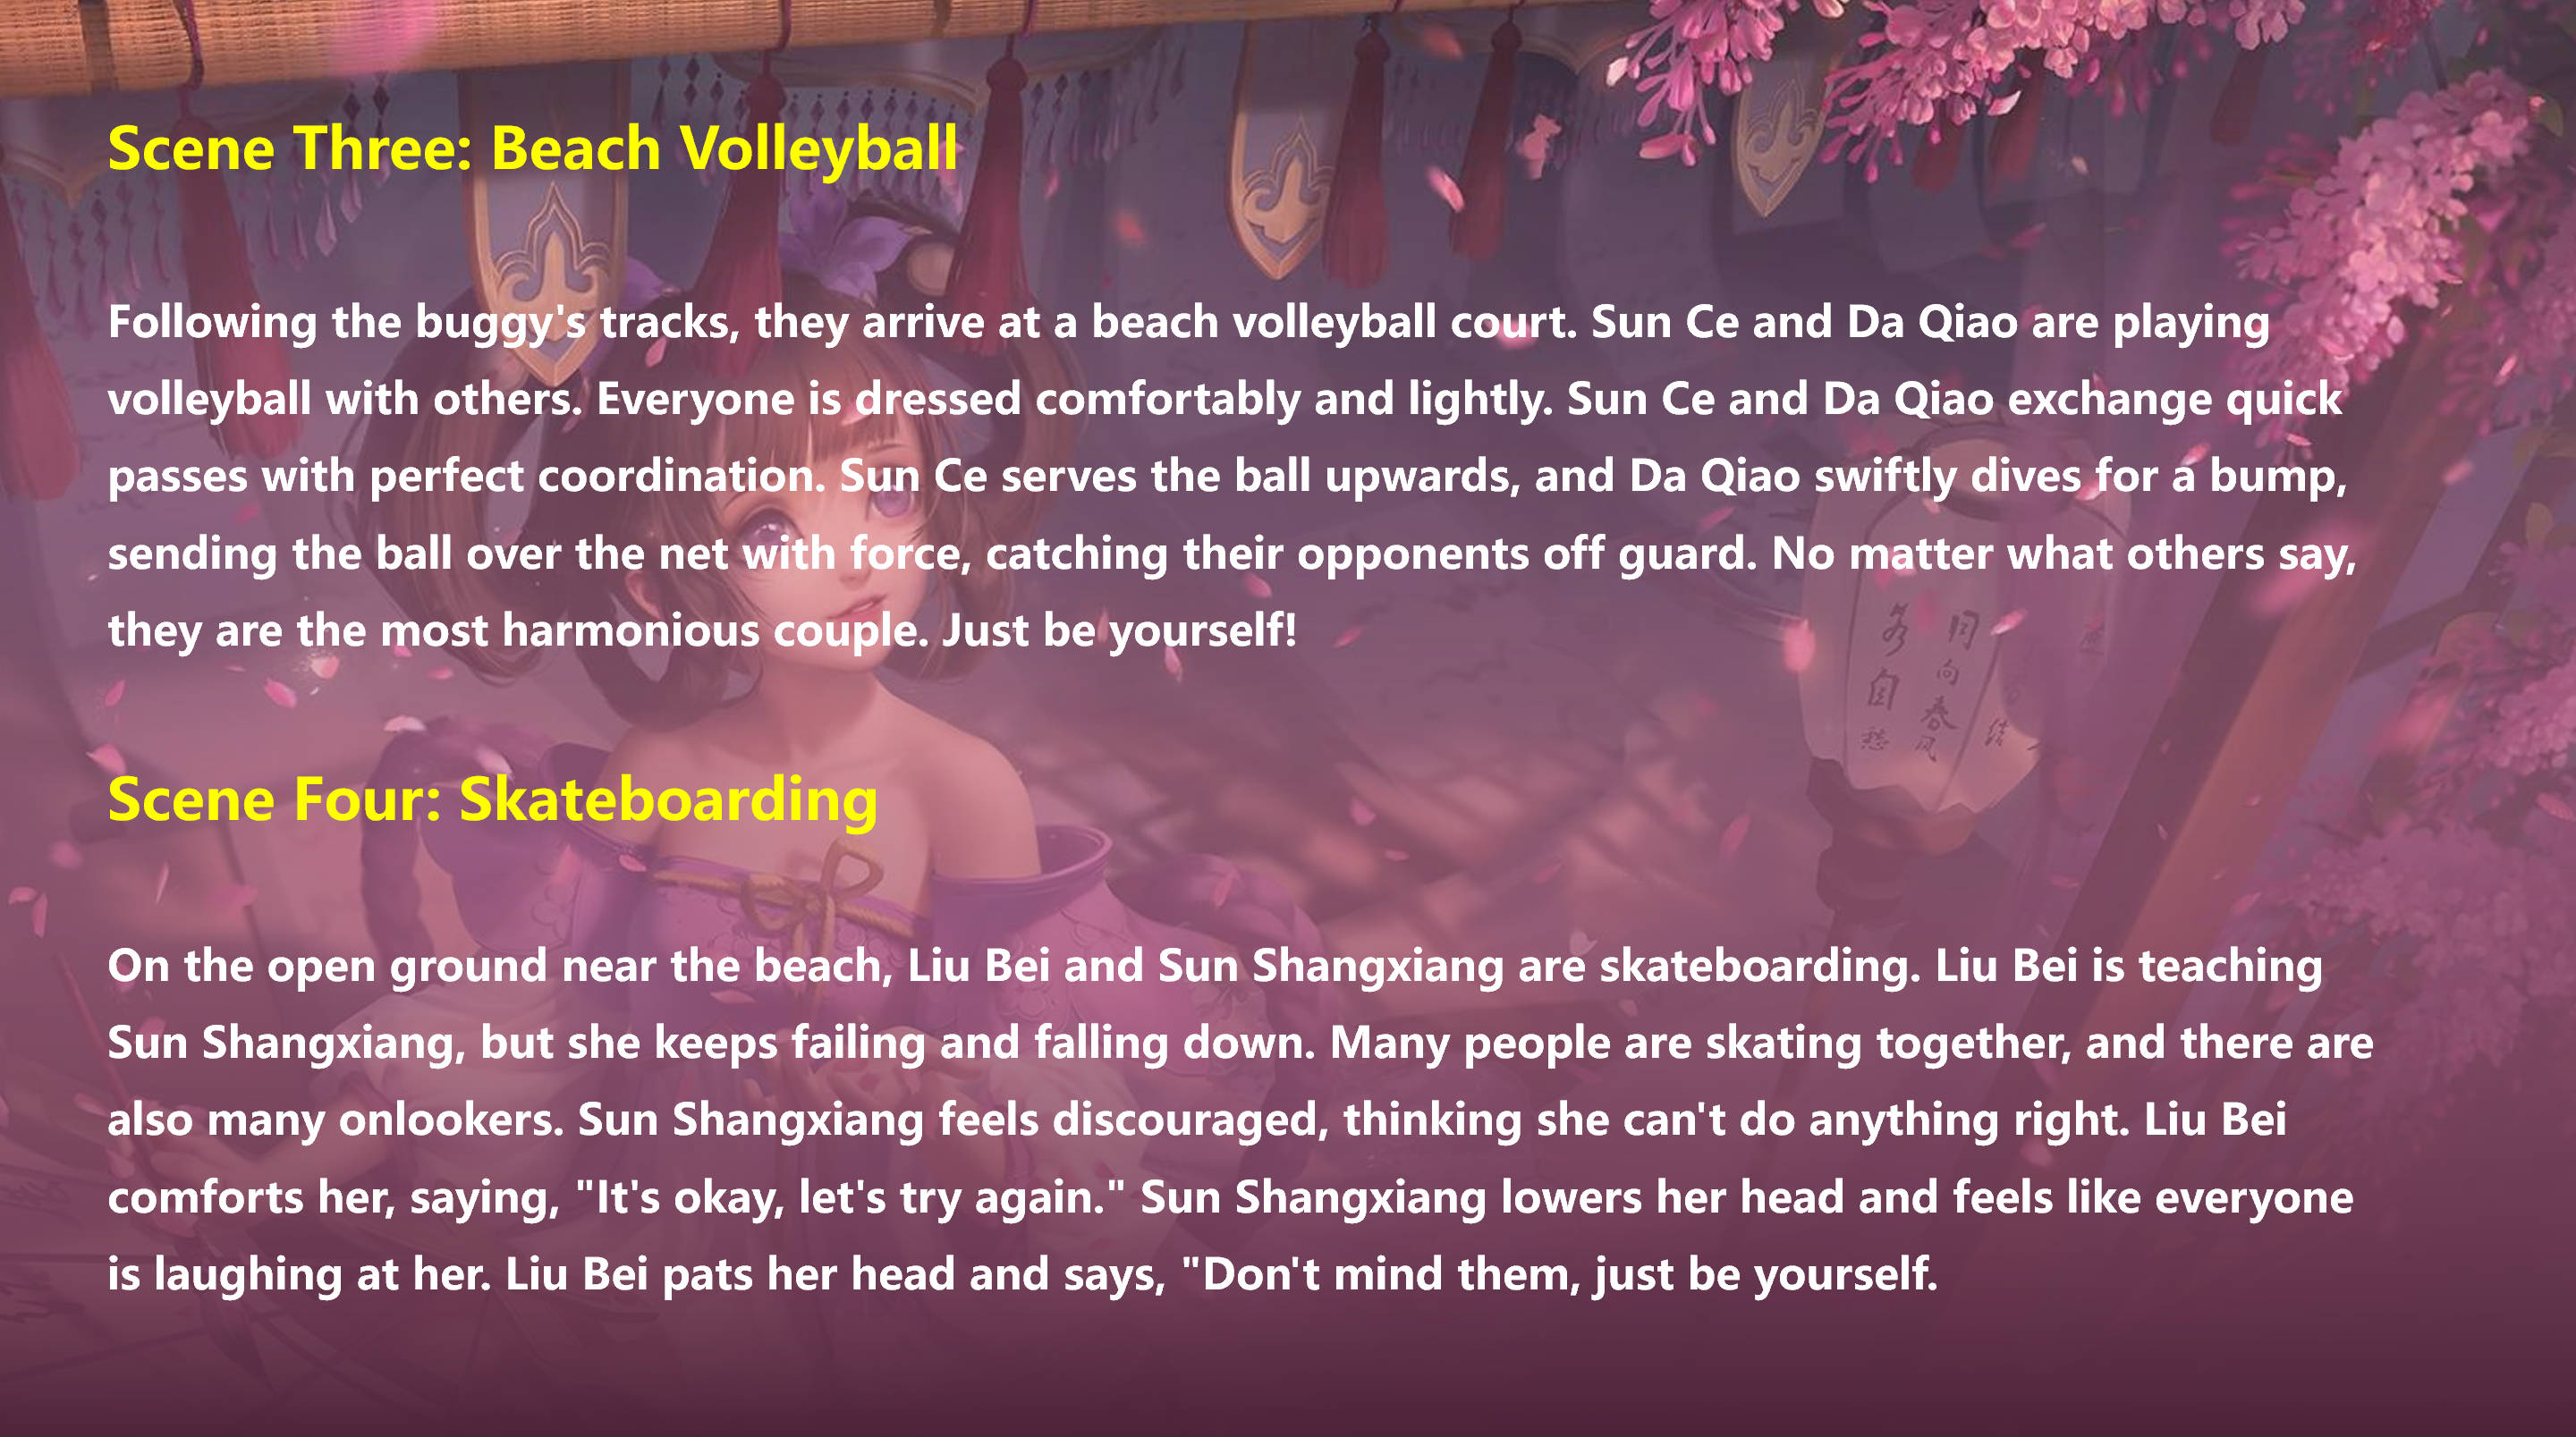 Scene Three: Beach Volleyball
Following the buggy's tracks, they arrive at a beach volleyball court. Sun Ce and Da Qiao are playing
volleyball with others. Everyone is dressed comfortably and lightly. Sun Ce and Da Qiao exchange quick
passes with perfect coordination. Sun Ce serves the ball upwards, and Da Qiao swiftly dives for a bump,
sending the ball over the net with force, catching their opponents off guard. No matter what others say,
they are the most harmonious couple. Just be yourself!
Scene Four: Skateboarding
On the open ground near the beach, Liu Bei and Sun Shangxiang are skateboarding. Liu Bei is teaching
Sun Shangxiang, but she keeps failing and falling down. Many people are skating together, and there are
also many onlookers. Sun Shangxiang feels discouraged, thinking she can't do anything right. Liu Bei
comforts her, saying, "It's okay, let's try again." Sun Shangxiang lowers her head and feels like everyone
is laughing at her. Liu Bei pats her head and says, "Don't mind them, just be yourself.
向春风
自
结